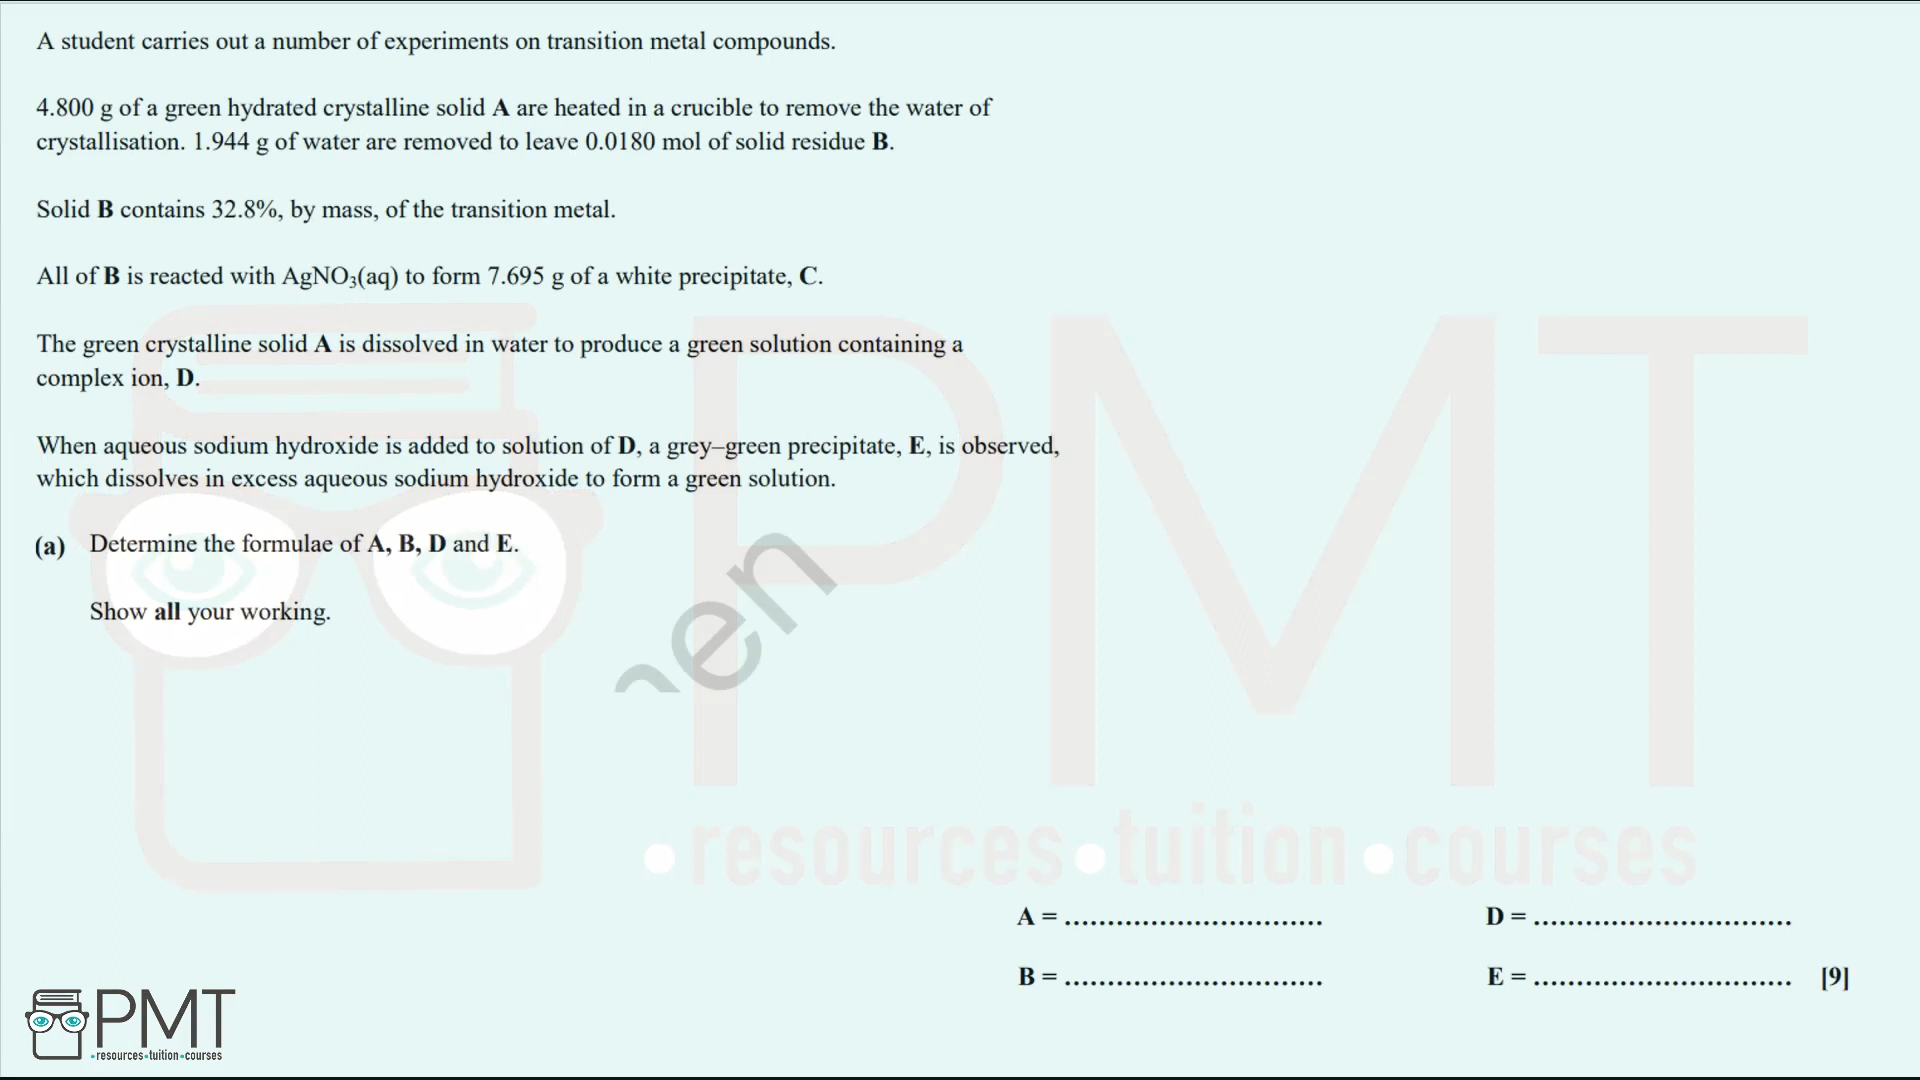 A student carries out a number of experiments on transition metal compounds.
4.800 g of a green hydrated crystalline solid A are heated in a crucible to remove the water of
crystallisation. 1.944 g of water are removed to leave 0.0180 mol of solid residue B.
Solid B contains 32.8%, by mass, of the transition metal.
All of B is reacted with AgNO₃(aq) to form 7.695 g of a white precipitate, C.
The green crystalline solid A is dissolved in water to produce a green solution containing a
complex ion, D.
When aqueous sodium hydroxide is added to solution of D, a grey–green precipitate, E, is observed,
which dissolves in excess aqueous sodium hydroxide to form a green solution.
(a) Determine the formulae of A, B, D and E.
Show all your working.
PMT
•resources•tuition•courses
A = .............................. D = ..............................
B = .............................. E = .............................. [9]
PMT
•resources•tuition•courses